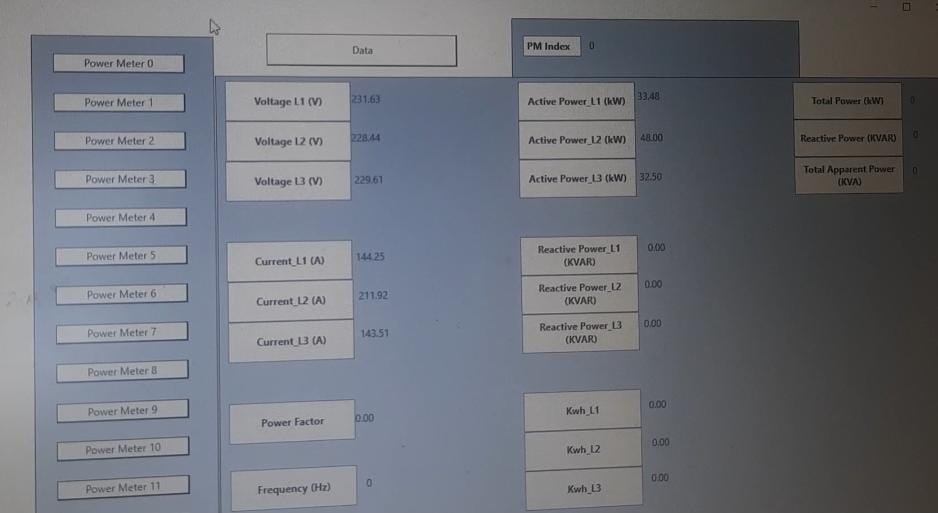 Data
PM Index 0
Power Meter 0
Power Meter 1
Power Meter 2
Power Meter 3
Power Meter 4
Power Meter 5
Power Meter 6
Power Meter 7
Power Meter 8
Power Meter 9
Power Meter 10
Power Meter 11
Voltage L1 (V) 231.63
Voltage L2 (V) 228.44
Voltage L3 (V) 229.61
Current_L1 (A) 144.25
Current_L2 (A) 211.92
Current_L3 (A) 143.51
Power Factor 0.00
Frequency (Hz) 0
Active Power_L1 (kW) 33.48
Active Power_L2 (kW) 48.00
Active Power_L3 (kW) 32.50
Reactive Power_L1
(KVAR) 0.00
Reactive Power_L2
(KVAR) 0.00
Reactive Power_L3
(KVAR) 0.00
Kwh_L1 0.00
Kwh_L2 0.00
Kwh_L3 0.00
Total Power (kW) 0
Reactive Power (KVAR) 0
Total Apparent Power
(KVA) 0